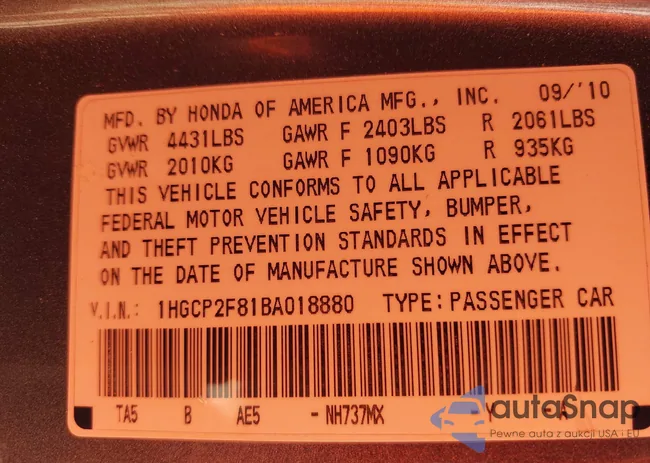 MFD. BY HONDA OF AMERICA MFG., INC. 09/'10
GVWR 4431LBS GAWR F 2403LBS R 2061LBS
GVWR 2010KG GAWR F 1090KG R 935KG
THIS VEHICLE CONFORMS TO ALL APPLICABLE
FEDERAL MOTOR VEHICLE SAFETY, BUMPER,
AND THEFT PREVENTION STANDARDS IN EFFECT
ON THE DATE OF MANUFACTURE SHOWN ABOVE.
V.I.N.: 1HGCP2F81BA018880 TYPE: PASSENGER CAR
TA5 B AE5 -NH737MX
autaSnap
Pewne auta z aukcji USA i EU